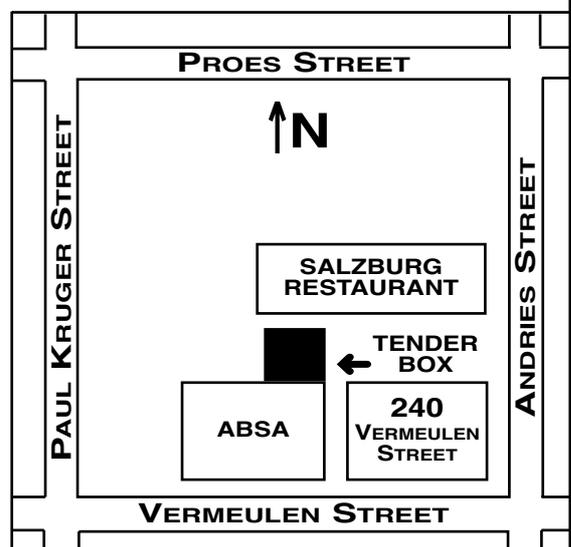 PROES STREET
N
PAUL KRUGER STREET
ANDRIES STREET
SALZBURG
RESTAURANT
TENDER
BOX
ABSA
240
VERMEULEN
STREET
VERMEULEN STREET